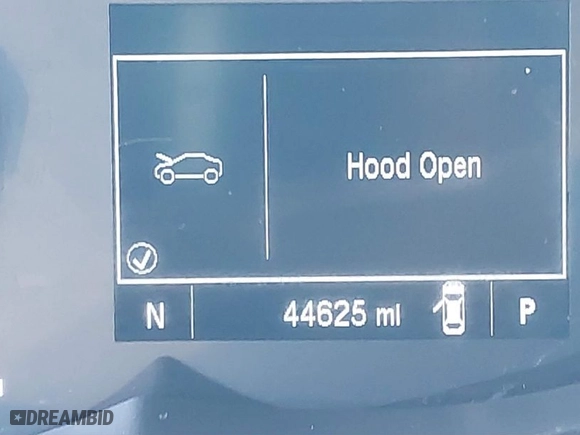 Hood Open
N 44625 mi P
DREAMBID